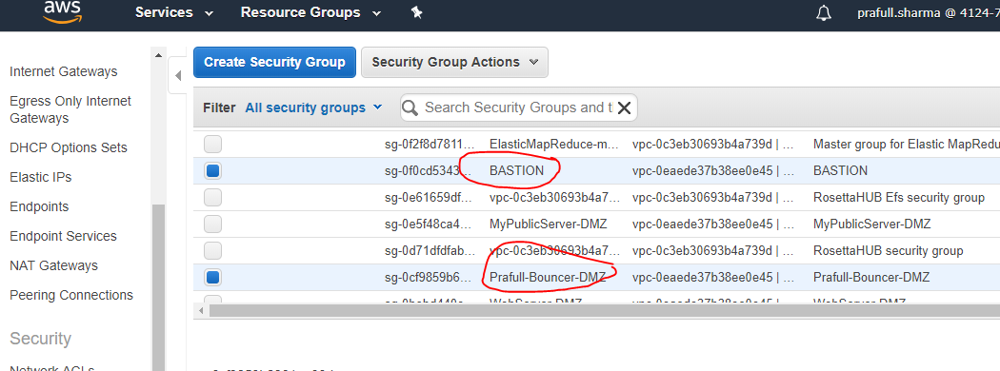 aws Services Resource Groups prafull.sharma @ 4124-7
Create Security Group Security Group Actions
Internet Gateways
Egress Only Internet
Gateways
DHCP Options Sets
Elastic IPs
Endpoints
Endpoint Services
NAT Gateways
Peering Connections
Security
Filter All security groups Search Security Groups and t
sg-0f2f8d7811... ElasticMapReduce-m... vpc-0c3eb30693b4a739d | ... Master group for Elastic MapRedu
sg-0f0cd5343... BASTION vpc-0eaede37b38ee0e45 | ... BASTION
sg-0e61659df... vpc-0c3eb30693b4a7... vpc-0c3eb30693b4a739d | ... RosettaHUB Efs security group
sg-0e5f48ca4... MyPublicServer-DMZ vpc-0eaede37b38ee0e45 | ... MyPublicServer-DMZ
sg-0d71dfdfab... vpc-0c3eb30693b4a7... vpc-0c3eb30693b4a739d | ... RosettaHUB security group
sg-0cf9859b6... Prafull-Bouncer-DMZ vpc-0eaede37b38ee0e45 | ... Prafull-Bouncer-DMZ
WebServer-DMZ vpc-0eaede37b38ee0e45 | ... WebServer-DMZ
Network ACLs